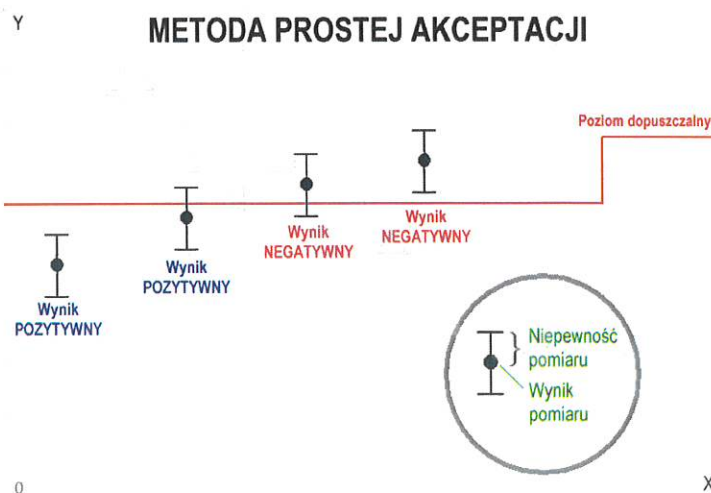 Y
METODA PROSTEJ AKCEPTACJI
Poziom dopuszczalny
Wynik
POZYTYWNY
Wynik
POZYTYWNY
Wynik
NEGATYWNY
Wynik
NEGATYWNY
Niepewność
pomiaru
Wynik
pomiaru
0
X